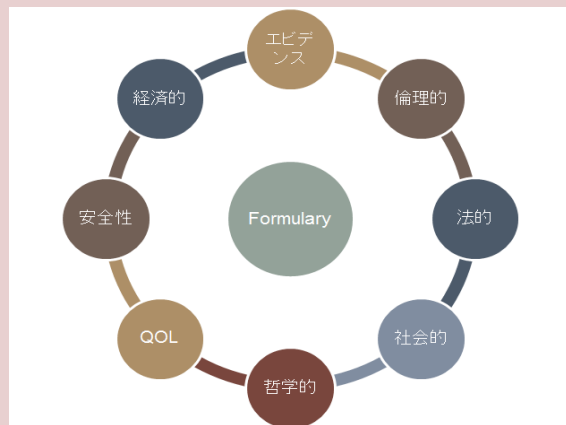 エビデ
ンス
倫理的
法的
社会的
哲学的
QOL
安全性
経済的
Formulary